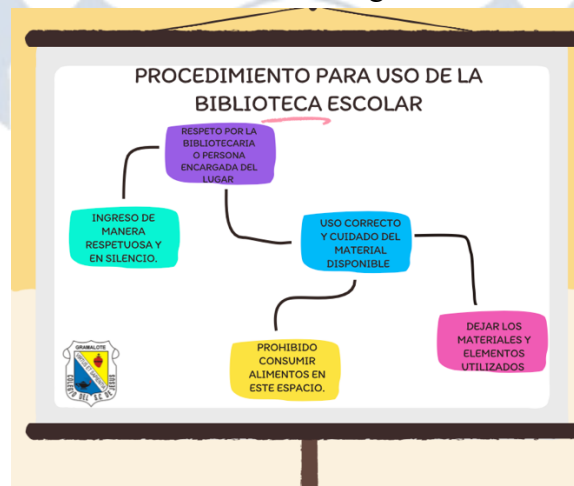 PROCEDIMIENTO PARA USO DE LA
BIBLIOTECA ESCOLAR
RESPETO POR LA
BIBLIOTECARIA
O PERSONA
ENCARGADA DEL
LUGAR
INGRESO DE
MANERA
RESPETUOSA Y
EN SILENCIO.
USO CORRECTO
Y CUIDADO DEL
MATERIAL
DISPONIBLE
PROHIBIDO
CONSUMIR
ALIMENTOS EN
ESTE ESPACIO.
DEJAR LOS
MATERIALES Y
ELEMENTOS
UTILIZADOS
GRAMALOTE